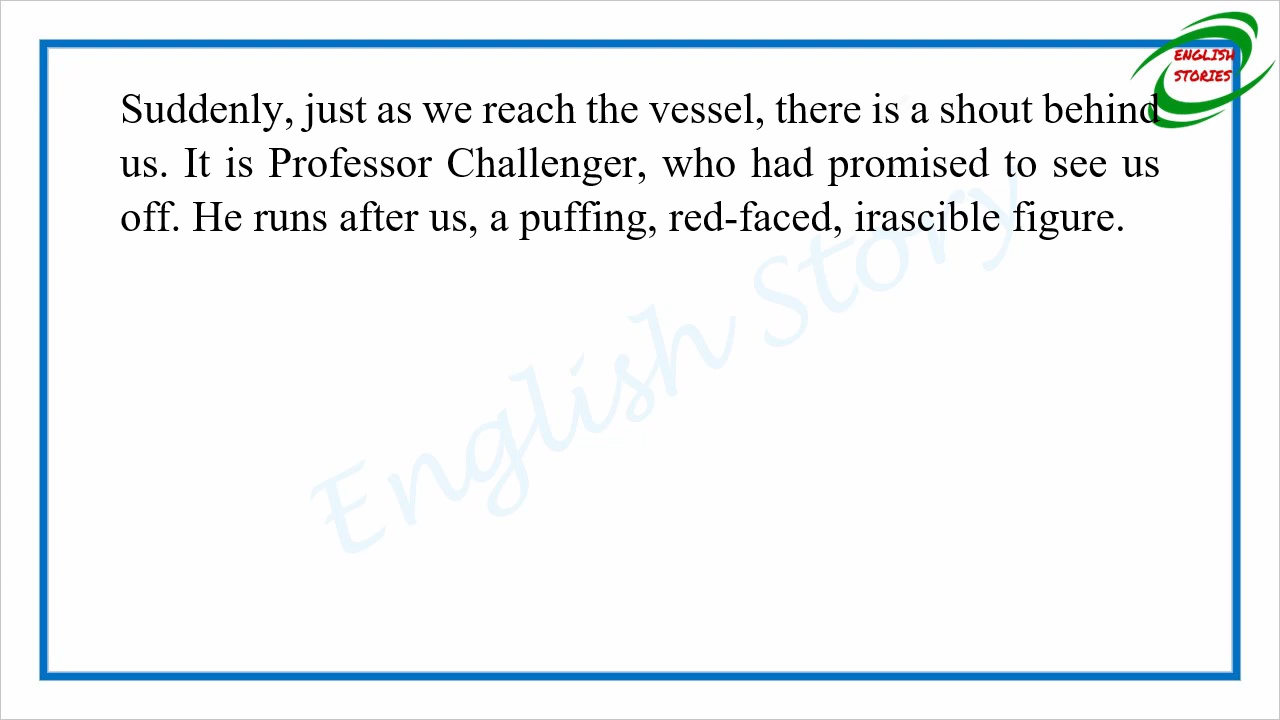 ENGLISH
STORIES
Suddenly, just as we reach the vessel, there is a shout behind
us. It is Professor Challenger, who had promised to see us
off. He runs after us, a puffing, red-faced, irascible figure.
English Story